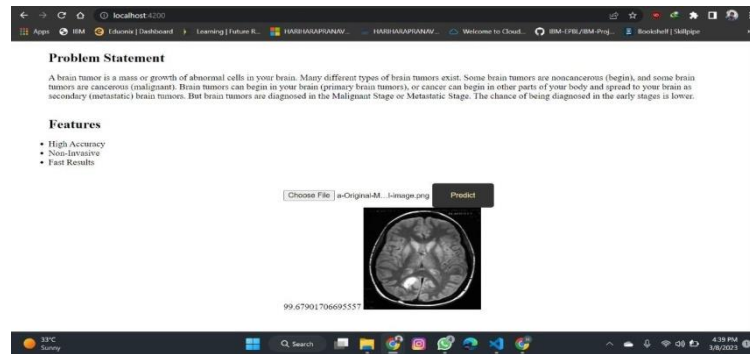 localhost:4200
Apps IBM Edunix | Dashboard Learning | Future R... HARIHARAPRANAV... HARIHARAPRANAV... Welcome to Cloud... IBM-EPBL/IBM-Proj... Bookshelf | Skillpipe
Problem Statement
A brain tumor is a mass or growth of abnormal cells in your brain. Many different types of brain tumors exist. Some brain tumors are noncancerous (begin), and some brain
tumors are cancerous (malignant). Brain tumors can begin in your brain (primary brain tumors), or cancer can begin in other parts of your body and spread to your brain as
secondary (metastatic) brain tumors. But brain tumors are diagnosed in the Malignant Stage or Metastatic Stage. The chance of being diagnosed in the early stages is lower.
Features
• High Accuracy
• Non-Invasive
• Fast Results
Choose File a-Original-M...l-image.png Predict
99.67901706695557
33°C
Sunny
Search
4:39 PM
3/8/2023